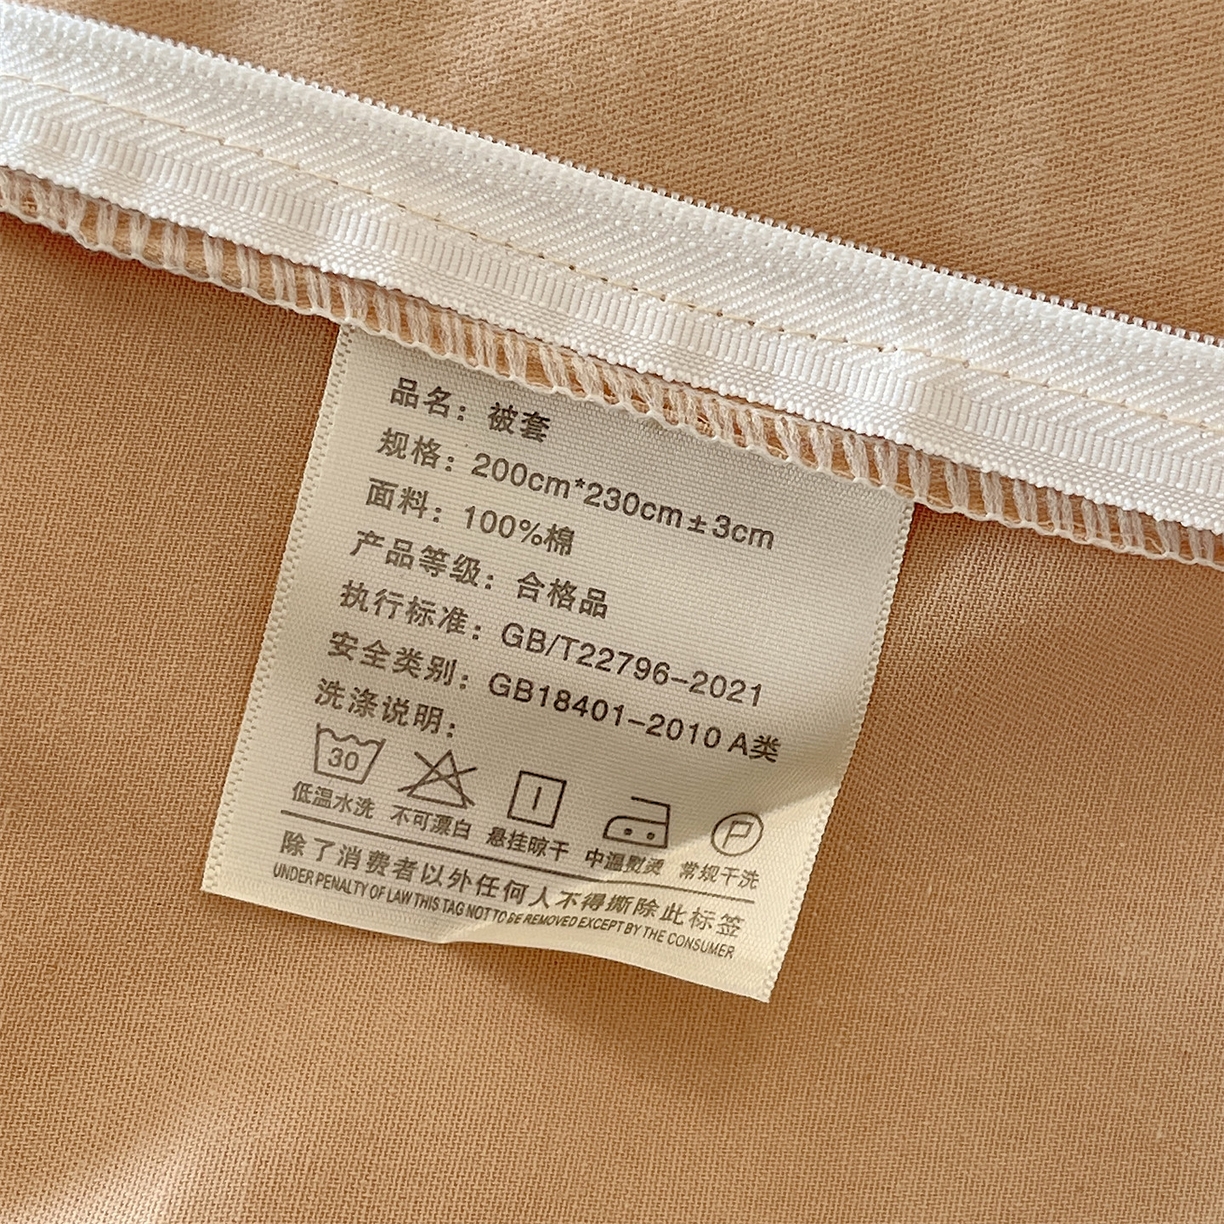 品名：被套
规格：200cm*230cm±3cm
面料：100%棉
产品等级：合格品
执行标准：GB/T22796-2021
安全类别：GB18401-2010 A类
洗涤说明：
30
P
低温水洗 不可漂白 悬挂晾干 中温熨烫 常规干洗
除了消费者以外任何人不得撕除此标签
UNDER PENALTY OF LAW THIS TAG NOT TO BE REMOVED EXCEPT BY THE CONSUMER